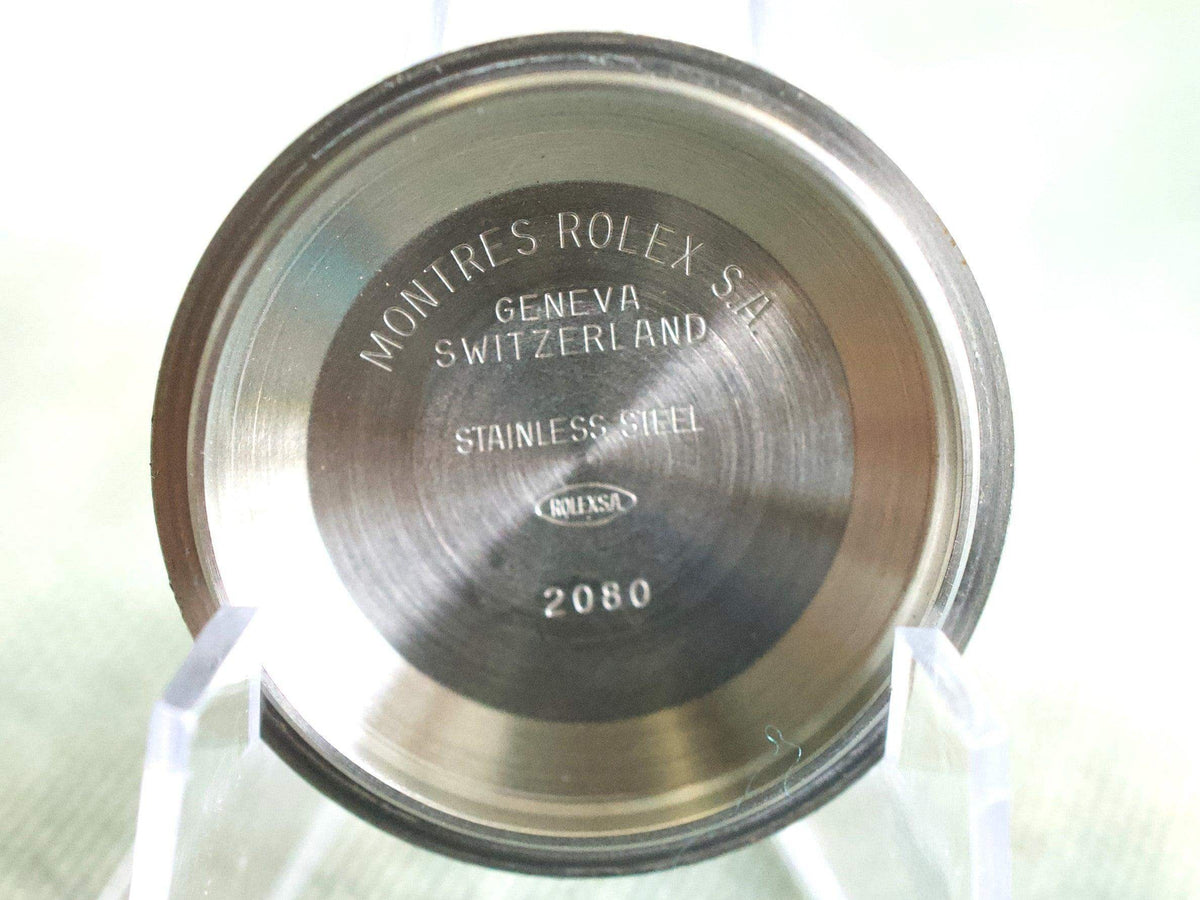 MONTRES ROLEX S.A.
GENEVA
SWITZERLAND
STAINLESS STEEL
ROLEXSA
2080